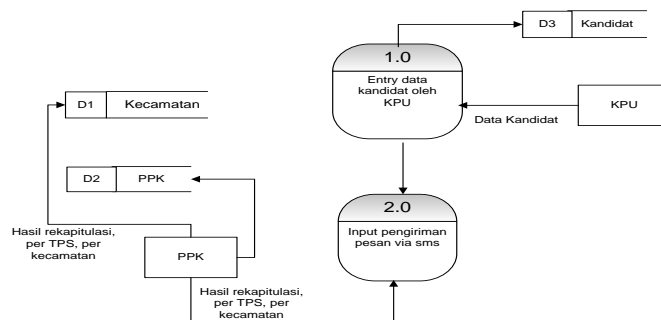 D3 Kandidat
1.0
Entry data
kandidat oleh
KPU
KPU
Data Kandidat
D1 Kecamatan
D2 PPK
2.0
Input pengiriman
pesan via sms
Hasil rekapitulasi,
per TPS, per
kecamatan
PPK
Hasil rekapitulasi,
per TPS, per
kecamatan